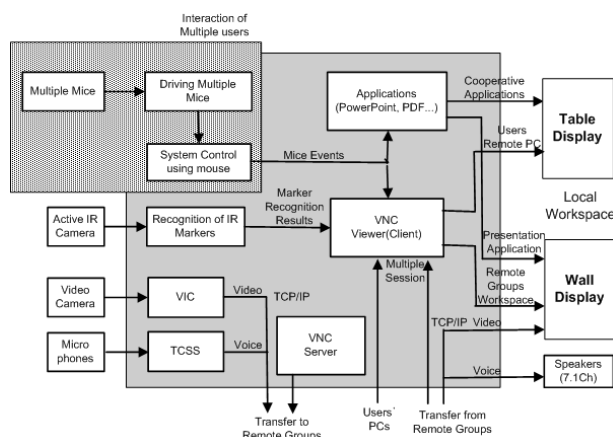 Interaction of
Multiple users
Multiple Mice
Driving Multiple
Mice
System Control
using mouse
Mice Events
Applications
(PowerPoint, PDF...)
Cooperative
Applications
Users
Remote PC
Table
Display
Local
Workspace
Active IR
Camera
Recognition of IR
Markers
Marker
Recognition
Results
VNC
Viewer(Client)
Multiple
Session
Presentation
Application
Remote
Groups
Workspace
Wall
Display
Video
Camera
VIC
Video
TCP/IP
Micro
phones
TCSS
Voice
VNC
Server
TCP/IP
Video
Voice
Speakers
(7.1Ch)
Transfer to
Remote Groups
Users´
PCs
Transfer from
Remote Groups